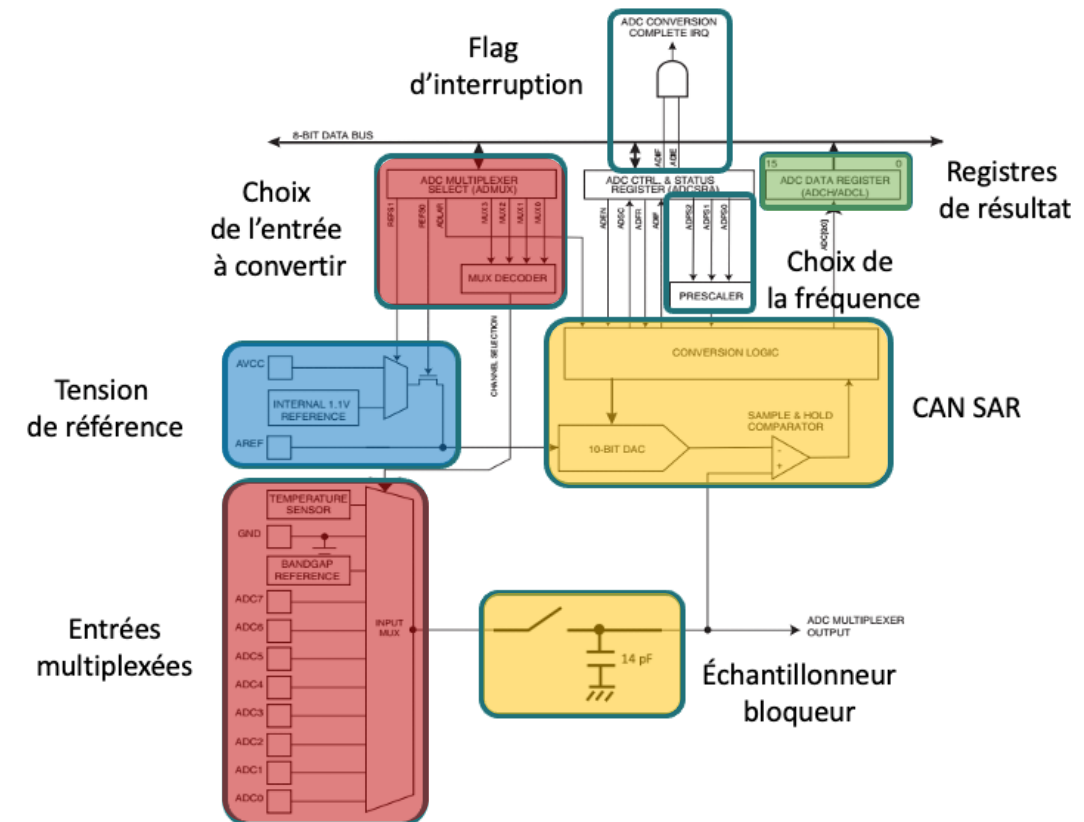 ADC CONVERSION
COMPLETE IRQ
Flag
d'interruption
8-BIT DATA BUS
ADIF
ADIE
15
0
ADC MULTIPLEXER
SELECT (ADMUX)
ADC CTRL. & STATUS
REGISTER (ADCSRA)
ADC DATA REGISTER
(ADCH/ADCL)
Registres
de résultat
Choix
de l'entrée
à convertir
REFS1
REFS0
ADLAR
MUX3
MUX2
MUX1
MUX0
ADEN
ADSC
ADFR
ADIF
ADPS2
ADPS1
ADPS0
ADC[9:0]
MUX DECODER
PRESCALER
Choix de
la fréquence
CHANNEL SELECTION
CONVERSION LOGIC
Tension
de référence
AVCC
INTERNAL 1.1V
REFERENCE
AREF
SAMPLE & HOLD
COMPARATOR
10-BIT DAC
-
+
CAN SAR
TEMPERATURE
SENSOR
GND
BANDGAP
REFERENCE
ADC7
ADC6
ADC5
ADC4
ADC3
ADC2
ADC1
ADC0
INPUT
MUX
Entrées
multiplexées
14 pF
ADC MULTIPLEXER
OUTPUT
Échantillonneur
bloqueur